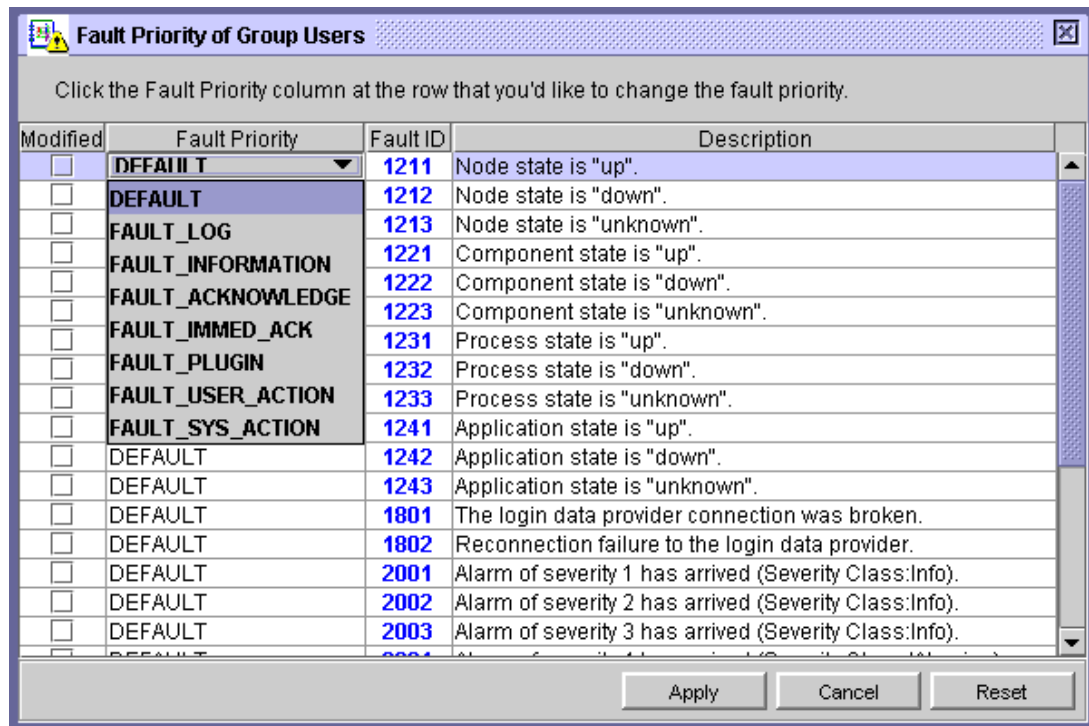 Fault Priority of Group Users
Click the Fault Priority column at the row that you'd like to change the fault priority.
Modified Fault Priority Fault ID Description
DEFAULT 1211 Node state is "up".
DEFAULT 1212 Node state is "down".
FAULT_LOG 1213 Node state is "unknown".
FAULT_INFORMATION 1221 Component state is "up".
1222 Component state is "down".
FAULT_ACKNOWLEDGE 1223 Component state is "unknown".
FAULT_IMMED_ACK 1231 Process state is "up".
FAULT_PLUGIN 1232 Process state is "down".
FAULT_USER_ACTION 1233 Process state is "unknown".
FAULT_SYS_ACTION 1241 Application state is "up".
DEFAULT 1242 Application state is "down".
DEFAULT 1243 Application state is "unknown".
DEFAULT 1801 The login data provider connection was broken.
DEFAULT 1802 Reconnection failure to the login data provider.
DEFAULT 2001 Alarm of severity 1 has arrived (Severity Class:Info).
DEFAULT 2002 Alarm of severity 2 has arrived (Severity Class:Info).
DEFAULT 2003 Alarm of severity 3 has arrived (Severity Class:Info).
Apply Cancel Reset